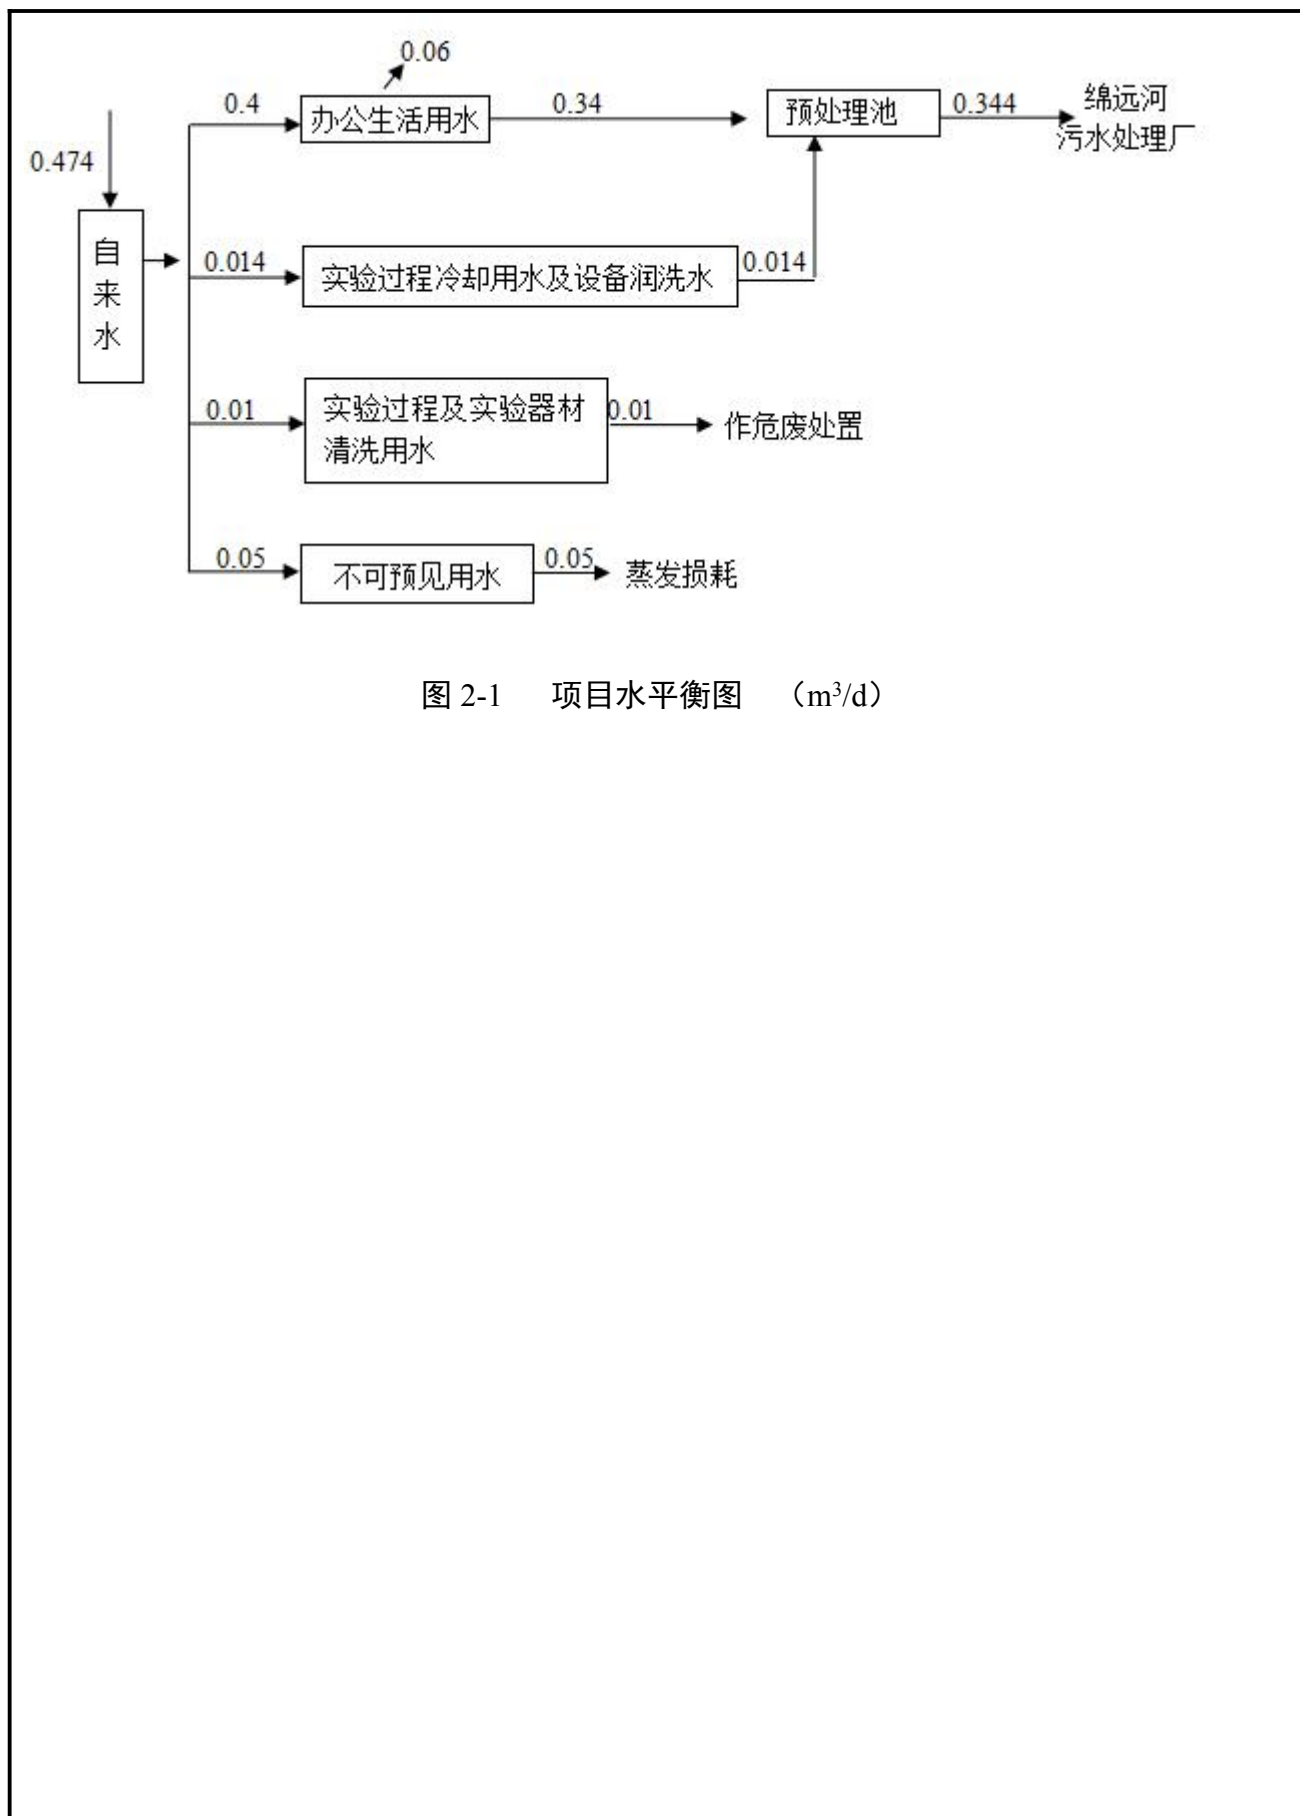 0.06
0.4
办公生活用水
0.34
预处理池
0.344
绵远河
污水处理厂
0.474
自来水
0.014
实验过程冷却用水及设备润洗水
0.014
0.01
实验过程及实验器材
清洗用水
0.01
作危废处置
0.05
不可预见用水
0.05
蒸发损耗
图 2-1 项目水平衡图 （m³/d）